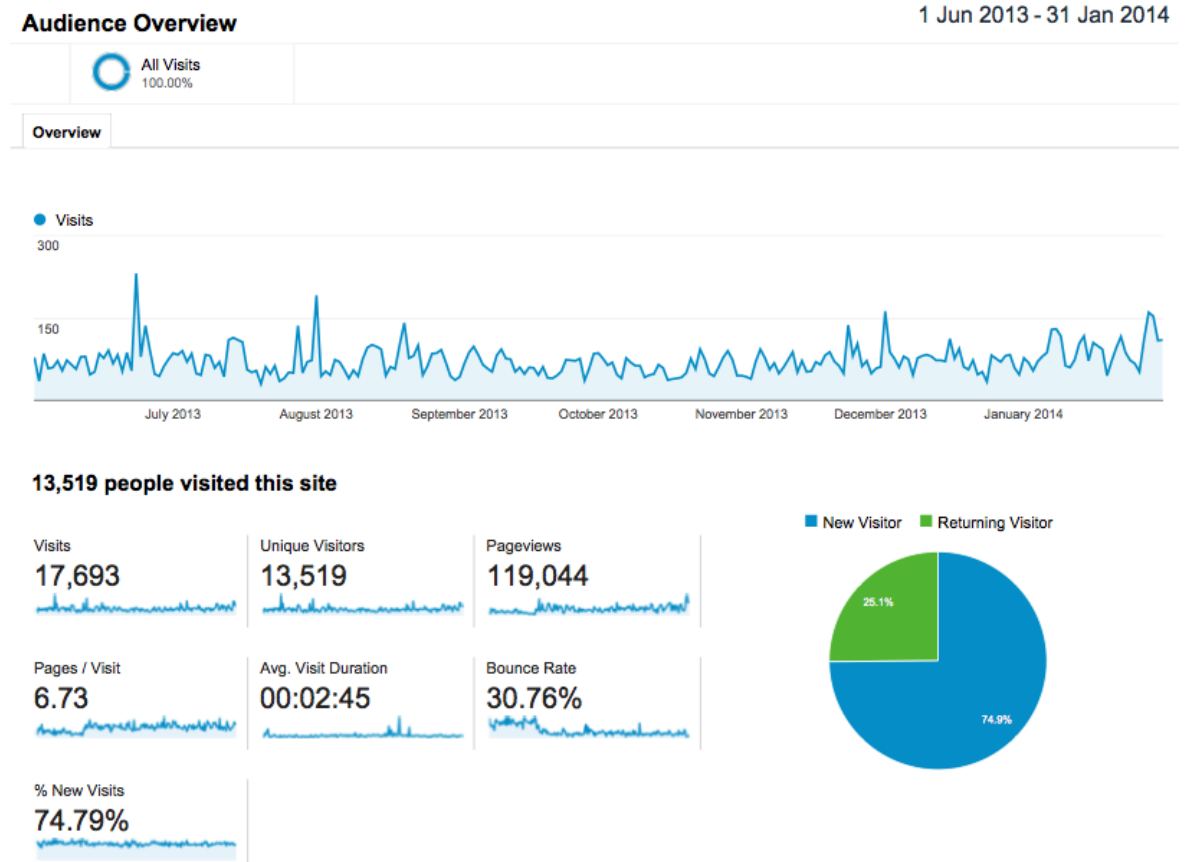 Audience Overview
1 Jun 2013 - 31 Jan 2014
All Visits
100.00%
Overview
Visits
300
150
July 2013 August 2013 September 2013 October 2013 November 2013 December 2013 January 2014
13,519 people visited this site
New Visitor Returning Visitor
Visits
17,693
Unique Visitors
13,519
Pageviews
119,044
Pages / Visit
6.73
Avg. Visit Duration
00:02:45
Bounce Rate
30.76%
% New Visits
74.79%
25.1%
74.9%